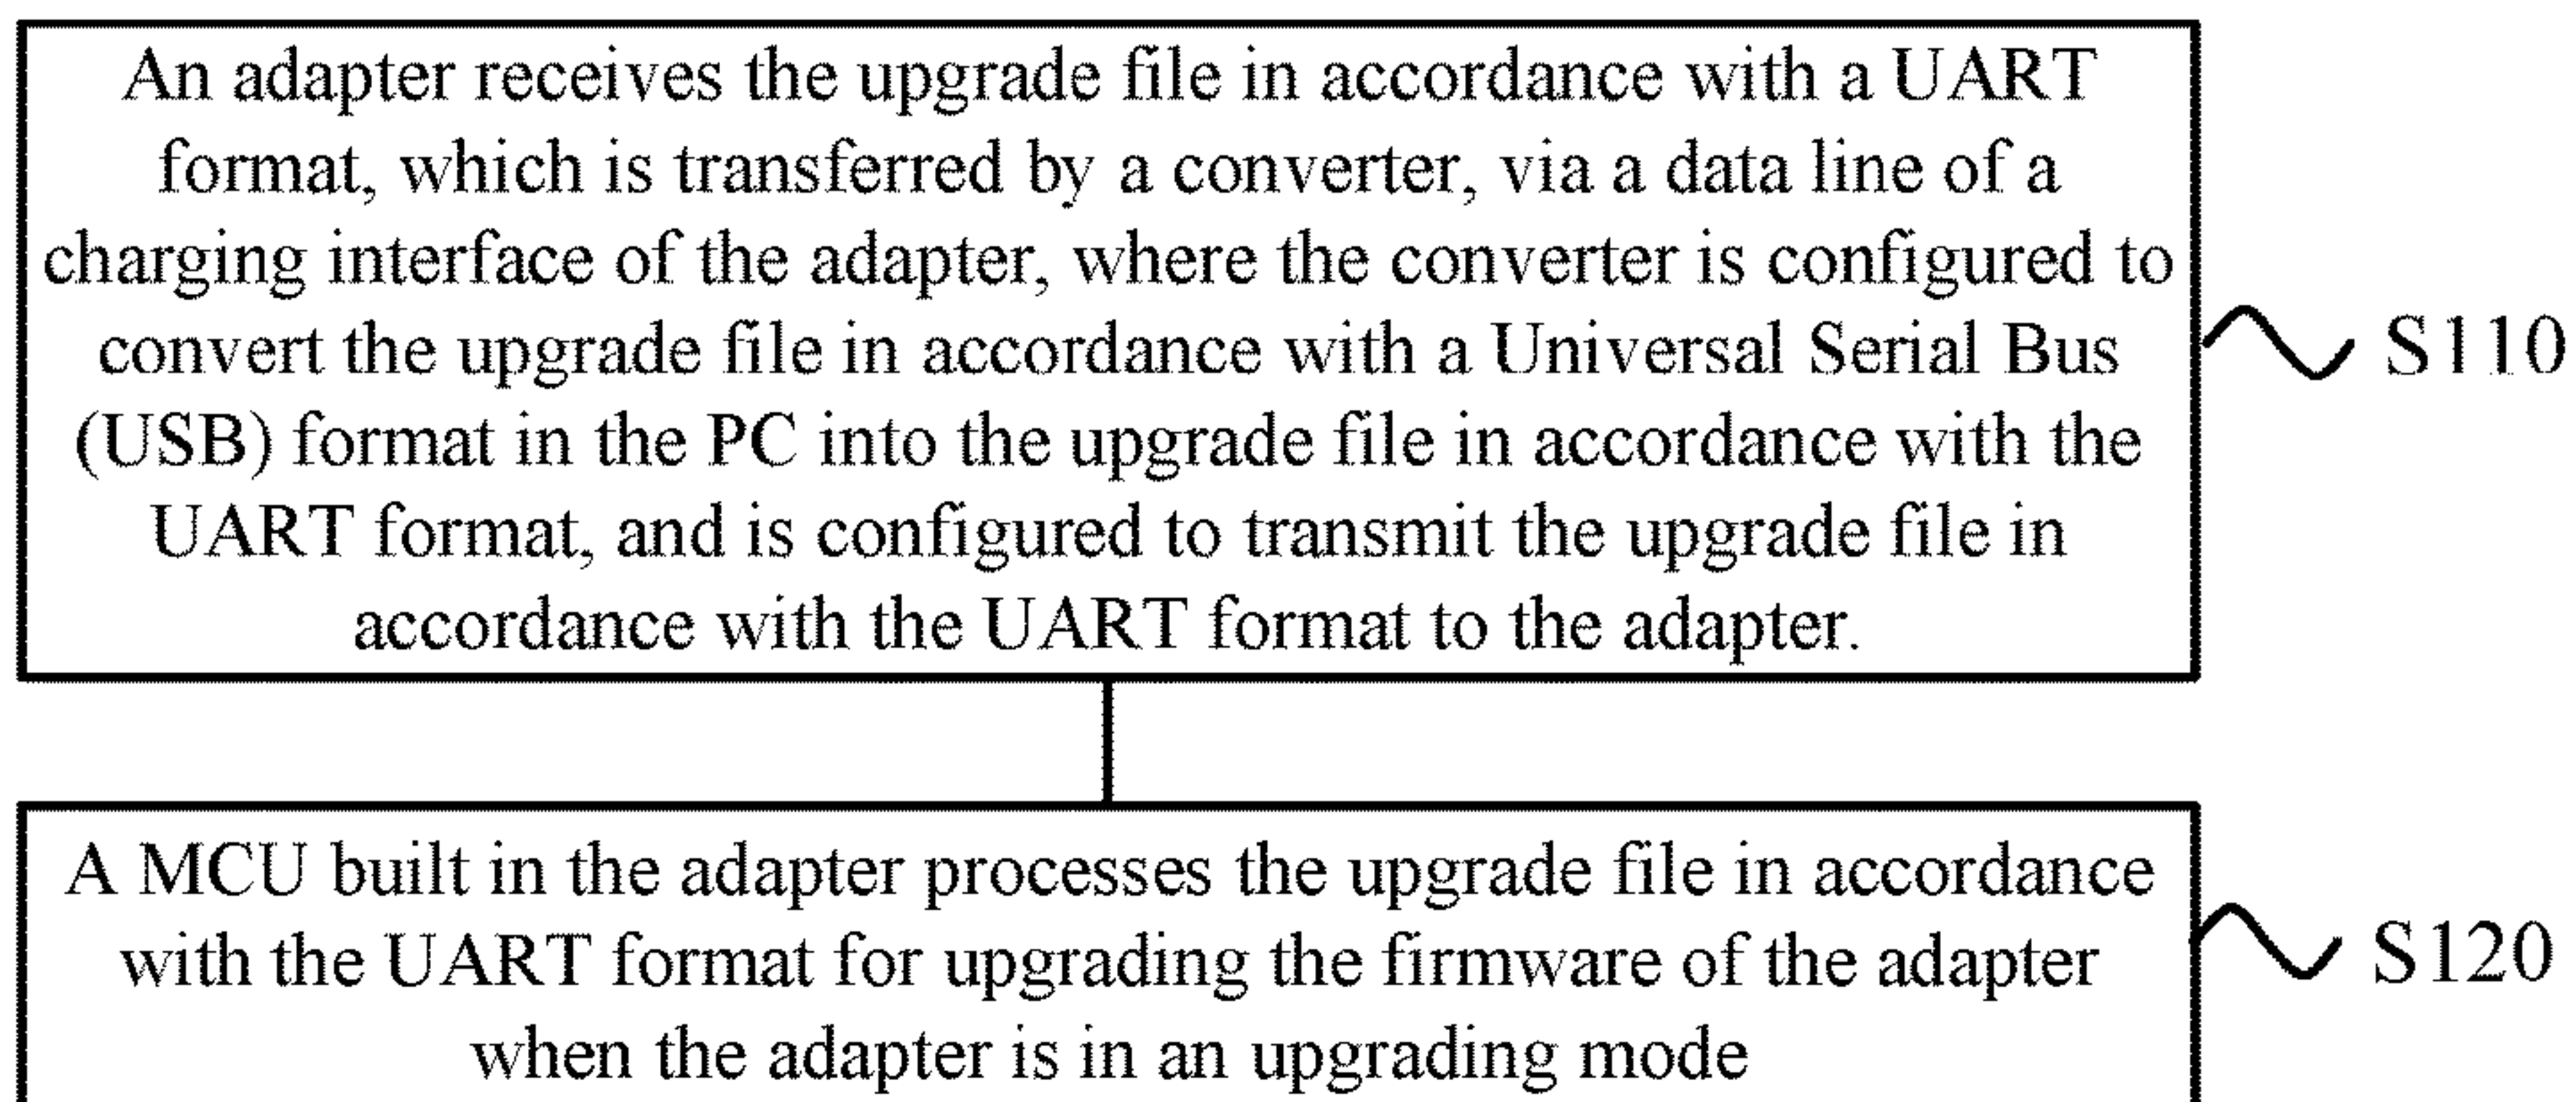 An adapter receives the upgrade file in accordance with a UART
format, which is transferred by a converter, via a data line of a
charging interface of the adapter, where the converter is configured to
convert the upgrade file in accordance with a Universal Serial Bus
(USB) format in the PC into the upgrade file in accordance with the
UART format, and is configured to transmit the upgrade file in
accordance with the UART format to the adapter.
S110
A MCU built in the adapter processes the upgrade file in accordance
with the UART format for upgrading the firmware of the adapter
when the adapter is in an upgrading mode
S120